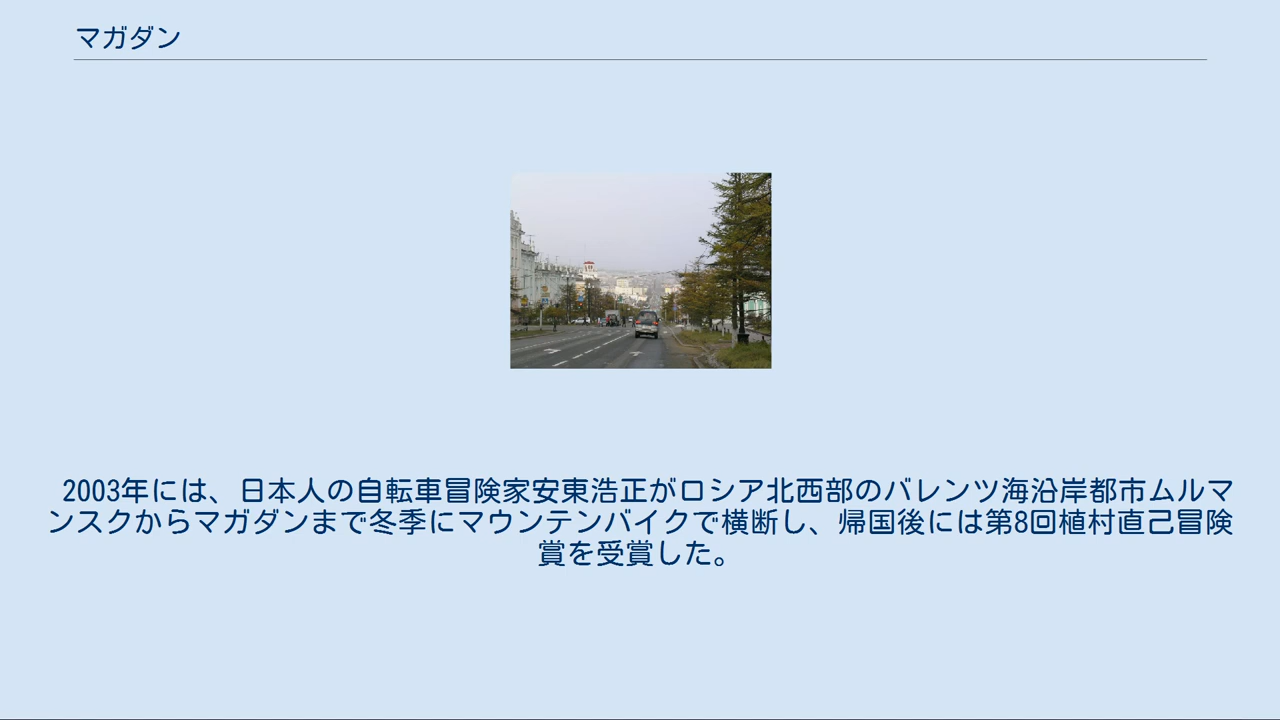 マガダン
2003年には、日本人の自転車冒険家安東浩正がロシア北西部のバレンツ海沿岸都市ムルマ
ンスクからマガダンまで冬季にマウンテンバイクで横断し、帰国後には第8回植村直己冒険
賞を受賞した。